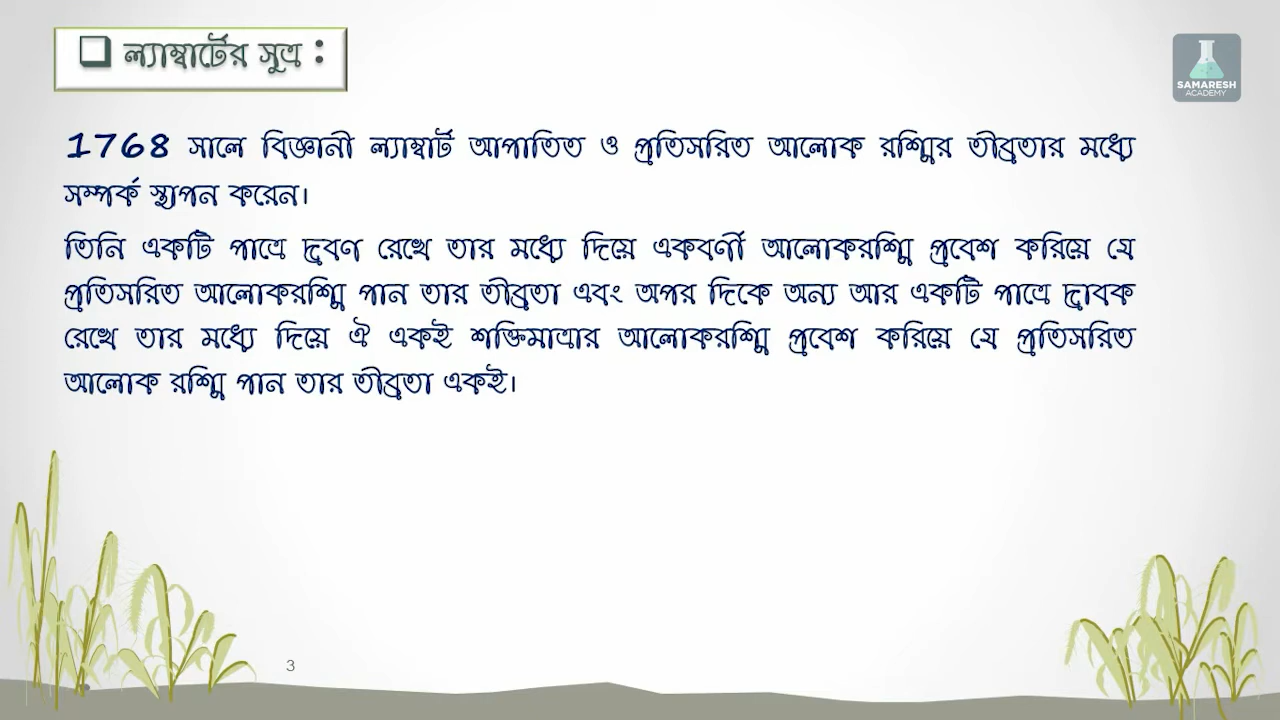 ❑ ল্যাম্বার্টের সুত্র :
SAMARESH
ACADEMY
1768 সালে বিজ্ঞানী ল্যাম্বার্ট আপাতিত ও প্রতিসরিত আলোক রশ্মির তীব্রতার মধ্যে
সম্পর্ক স্থাপন করেন।
তিনি একটি পাত্রে দ্রবণ রেখে তার মধ্যে দিয়ে একবর্ণী আলোকরশ্মি প্রবেশ করিয়ে যে
প্রতিসরিত আলোকরশ্মি পান তার তীব্রতা এবং অপর দিকে অন্য আর একটি পাত্রে দ্রাবক
রেখে তার মধ্যে দিয়ে ঐ একই শক্তিমাত্রার আলোকরশ্মি প্রবেশ করিয়ে যে প্রতিসরিত
আলোক রশ্মি পান তার তীব্রতা একই।
3